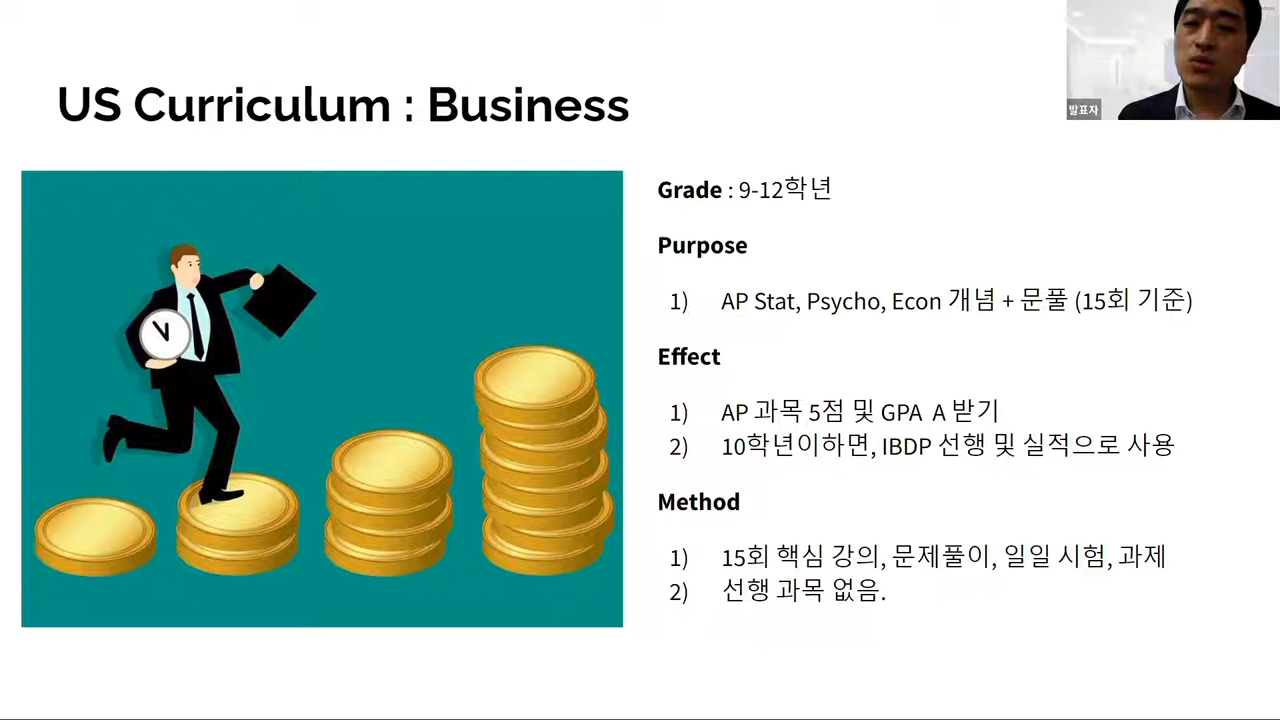 US Curriculum : Business
발표자
Grade : 9-12학년
Purpose
1) AP Stat, Psycho, Econ 개념 + 문풀 (15회 기준)
Effect
1) AP 과목 5점 및 GPA A 받기
2) 10학년이하면, IBDP 선행 및 실적으로 사용
Method
1) 15회 핵심 강의, 문제풀이, 일일 시험, 과제
2) 선행 과목 없음.